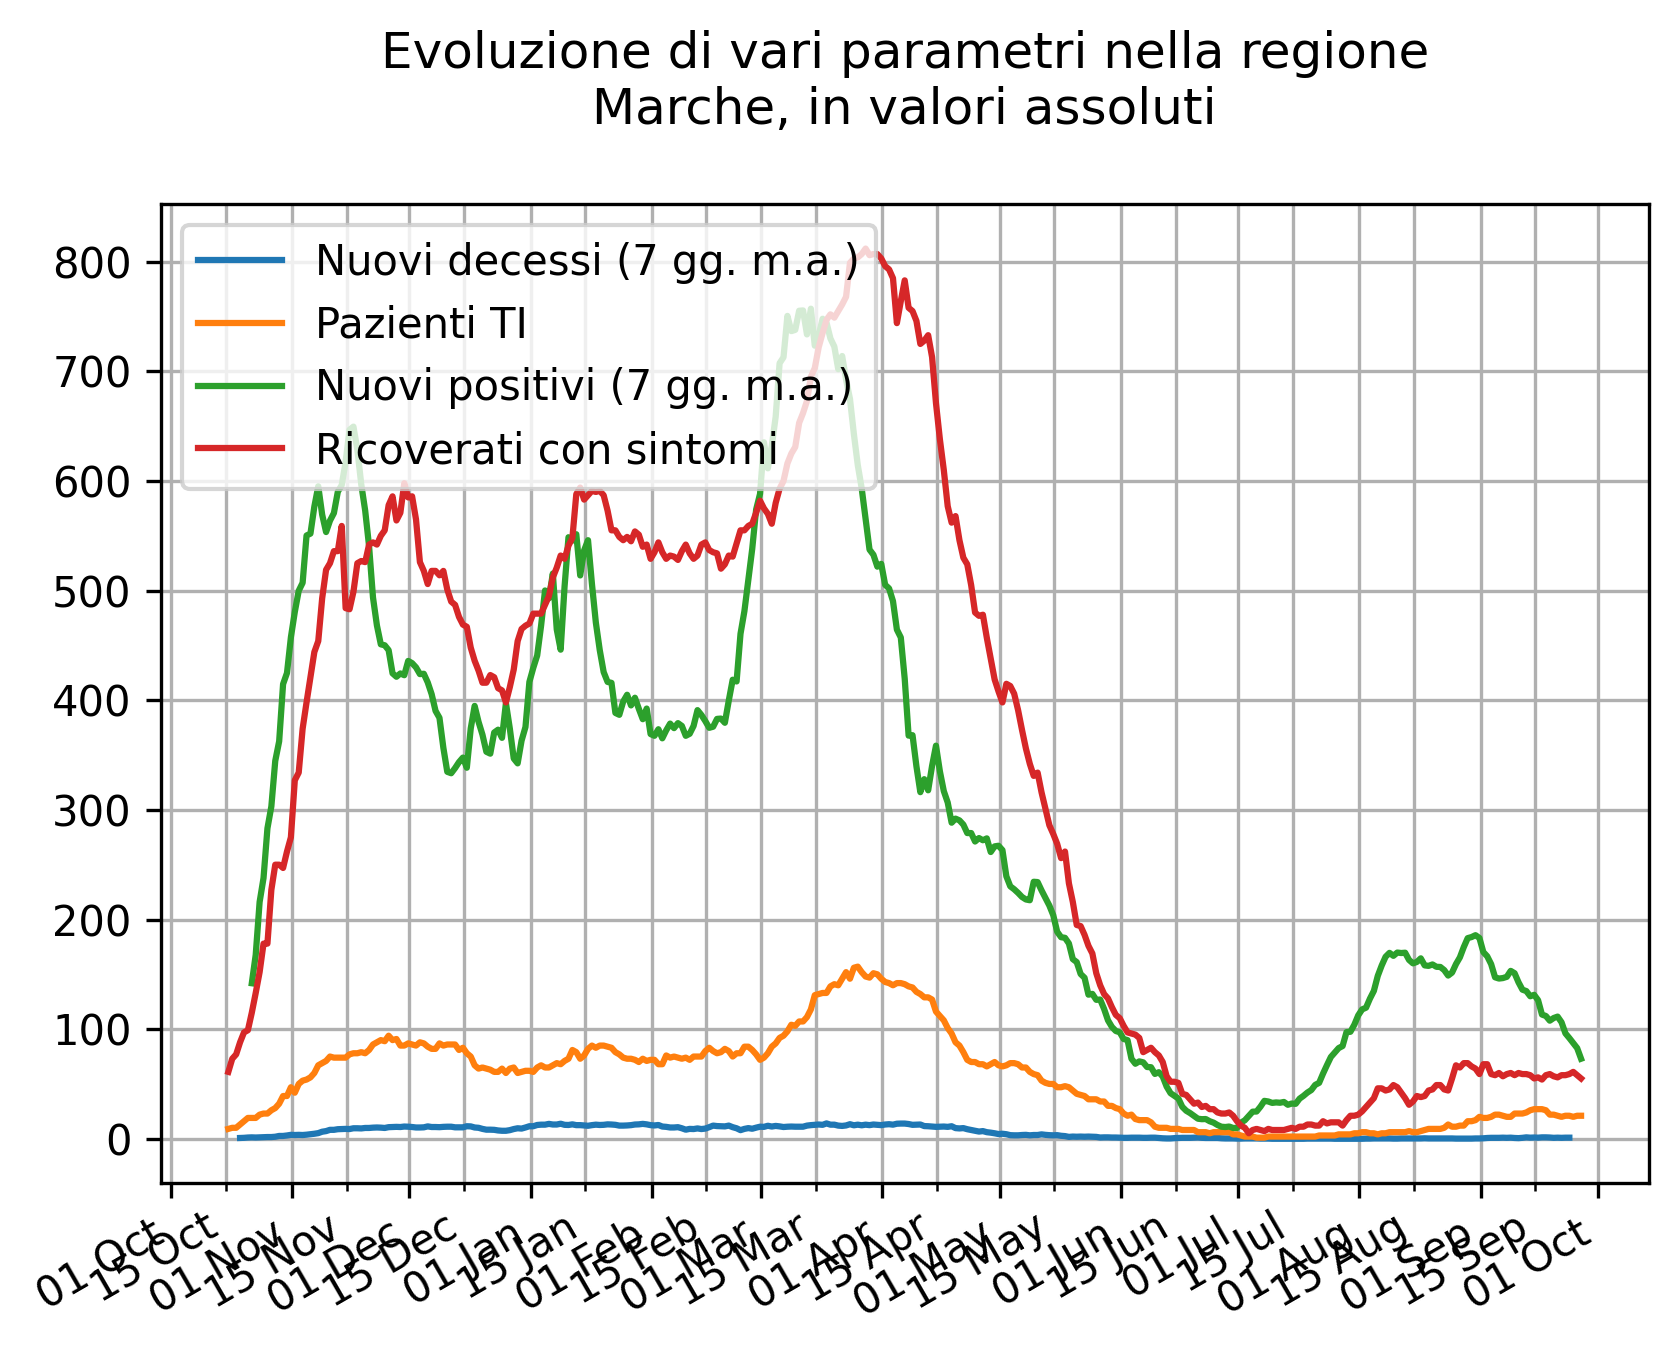 Evoluzione di vari parametri nella regione
Marche, in valori assoluti
Nuovi decessi (7 gg. m.a.)
Pazienti TI
Nuovi positivi (7 gg. m.a.)
Ricoverati con sintomi
800
700
600
500
400
300
200
100
0
01 Oct
15 Oct
01 Nov
15 Nov
01 Dec
15 Dec
01 Jan
15 Jan
01 Feb
15 Feb
01 Mar
15 Mar
01 Apr
15 Apr
01 May
15 May
01 Jun
15 Jun
01 Jul
15 Jul
01 Aug
15 Aug
01 Sep
15 Sep
01 Oct